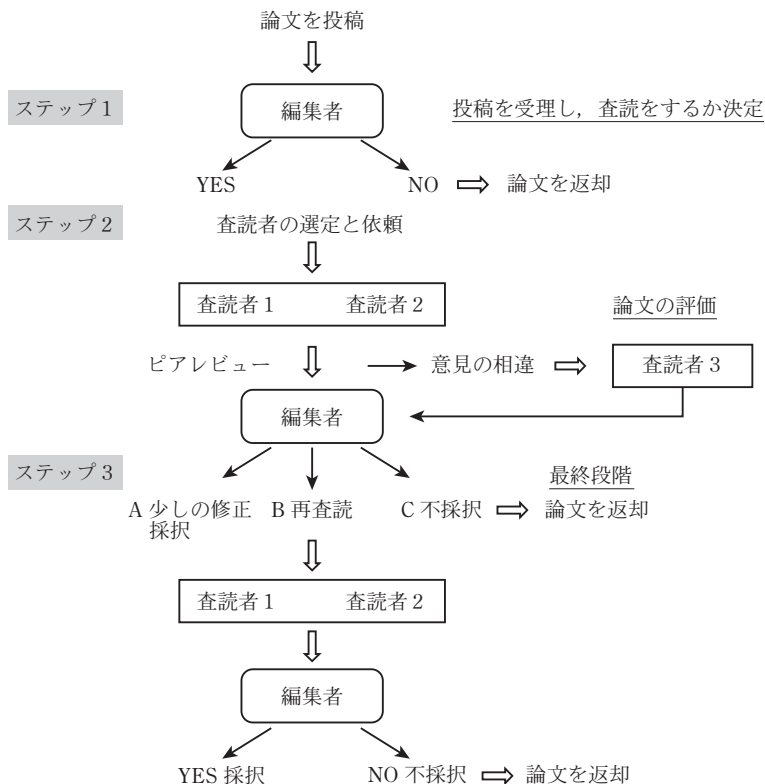 論文を投稿
ステップ1 編集者 投稿を受理し，査読をするか決定
YES NO 論文を返却
ステップ2 査読者の選定と依頼
査読者1 査読者2 論文の評価
ピアレビュー 意見の相違 査読者3
編集者
ステップ3 最終段階
A 少しの修正 B 再査読 C 不採択 論文を返却
採択
査読者1 査読者2
編集者
YES 採択 NO 不採択 論文を返却